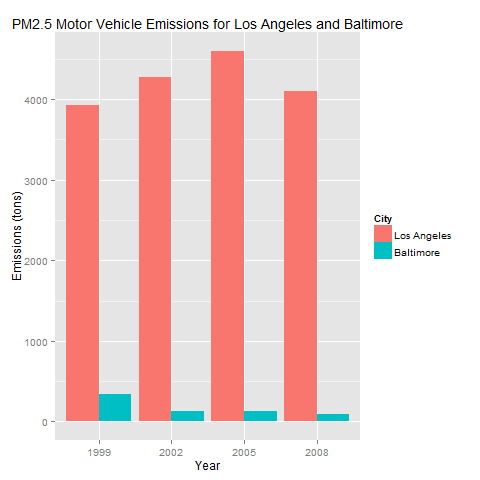 PM2.5 Motor Vehicle Emissions for Los Angeles and Baltimore
4000
3000
2000
1000
0
Emissions (tons)
1999 2002 2005 2008
Year
City
Los Angeles
Baltimore